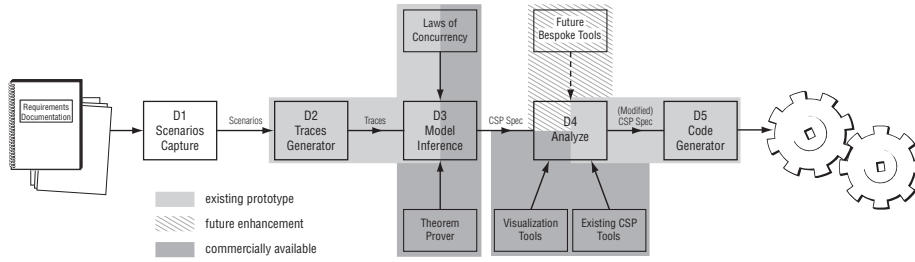 Laws of
Concurrency
Future
Bespoke Tools
Requirements
Documentation
D1
Scenarios
Capture
Scenarios
D2
Traces
Generator
Traces
D3
Model
Inference
CSP Spec
D4
Analyze
(Modified)
CSP Spec
D5
Code
Generator
existing prototype
future enhancement
commercially available
Theorem
Prover
Visualization
Tools
Existing CSP
Tools